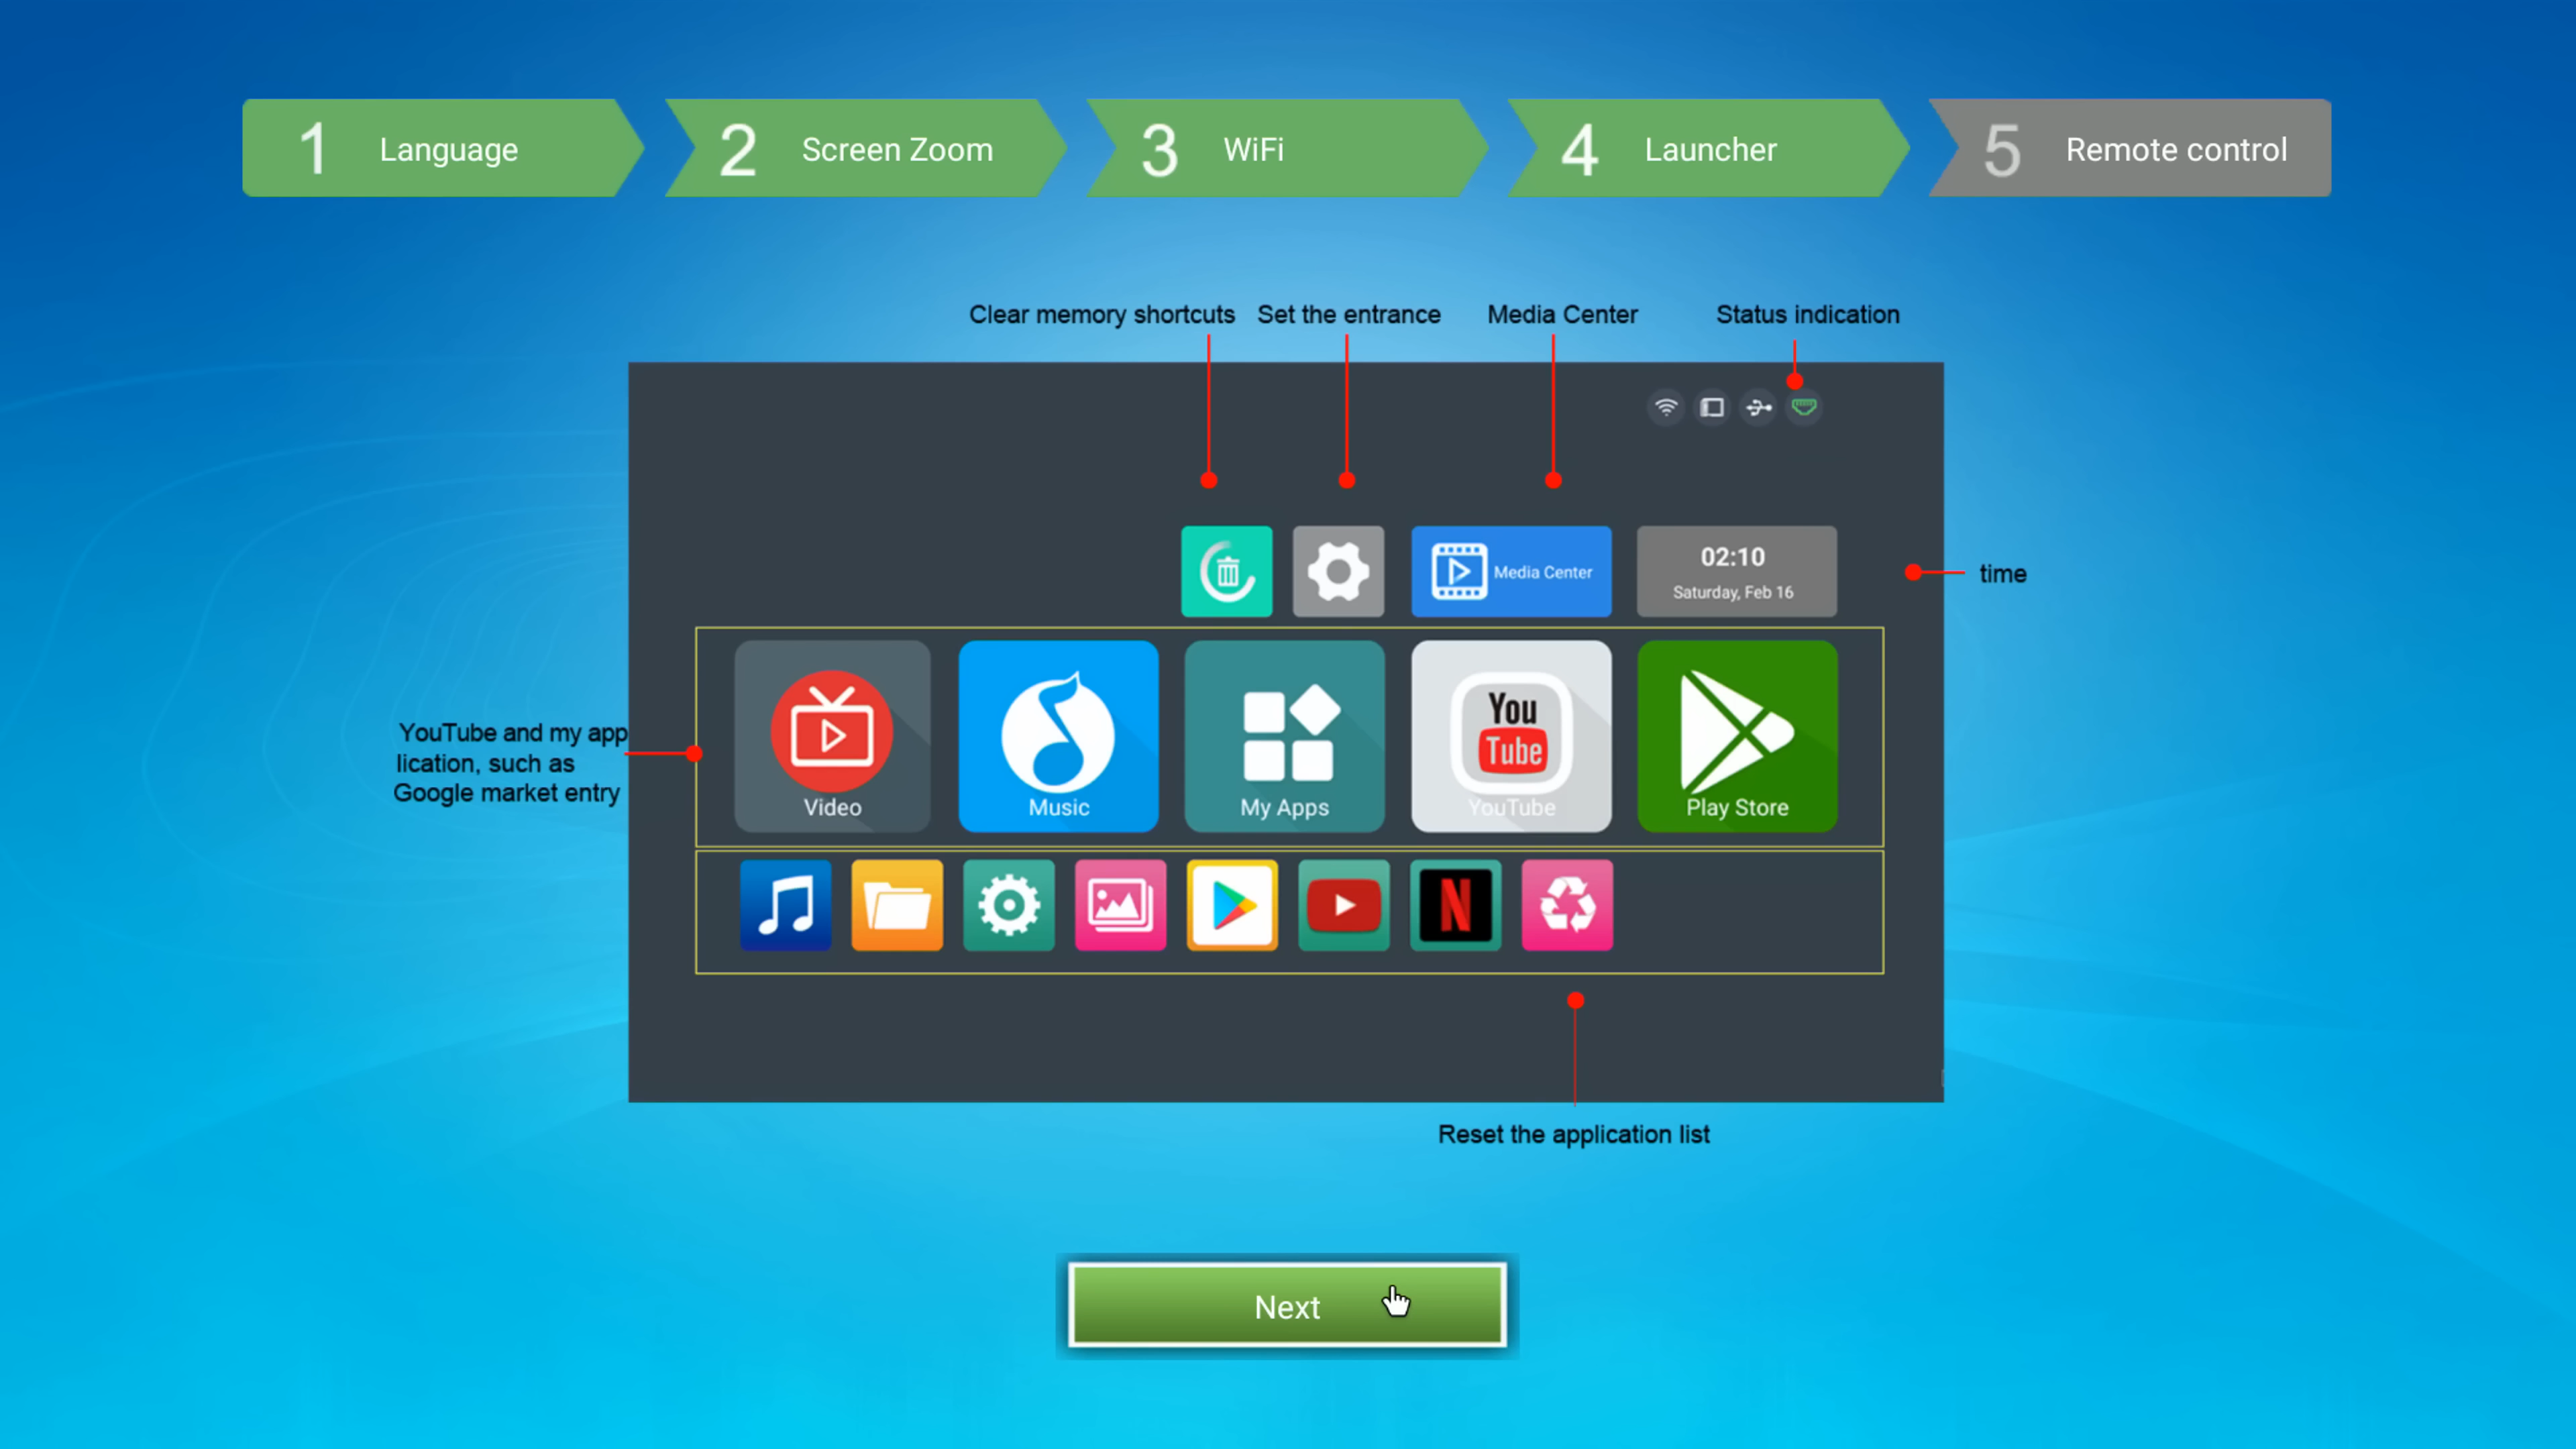 1 Language
2 Screen Zoom
3 WiFi
4 Launcher
5 Remote control
Clear memory shortcuts
Set the entrance
Media Center
Status indication
Media Center
02:10
Saturday, Feb 16
time
YouTube and my app
lication, such as
Google market entry
Video
Music
My Apps
You
Tube
YouTube
Play Store
N
Reset the application list
Next